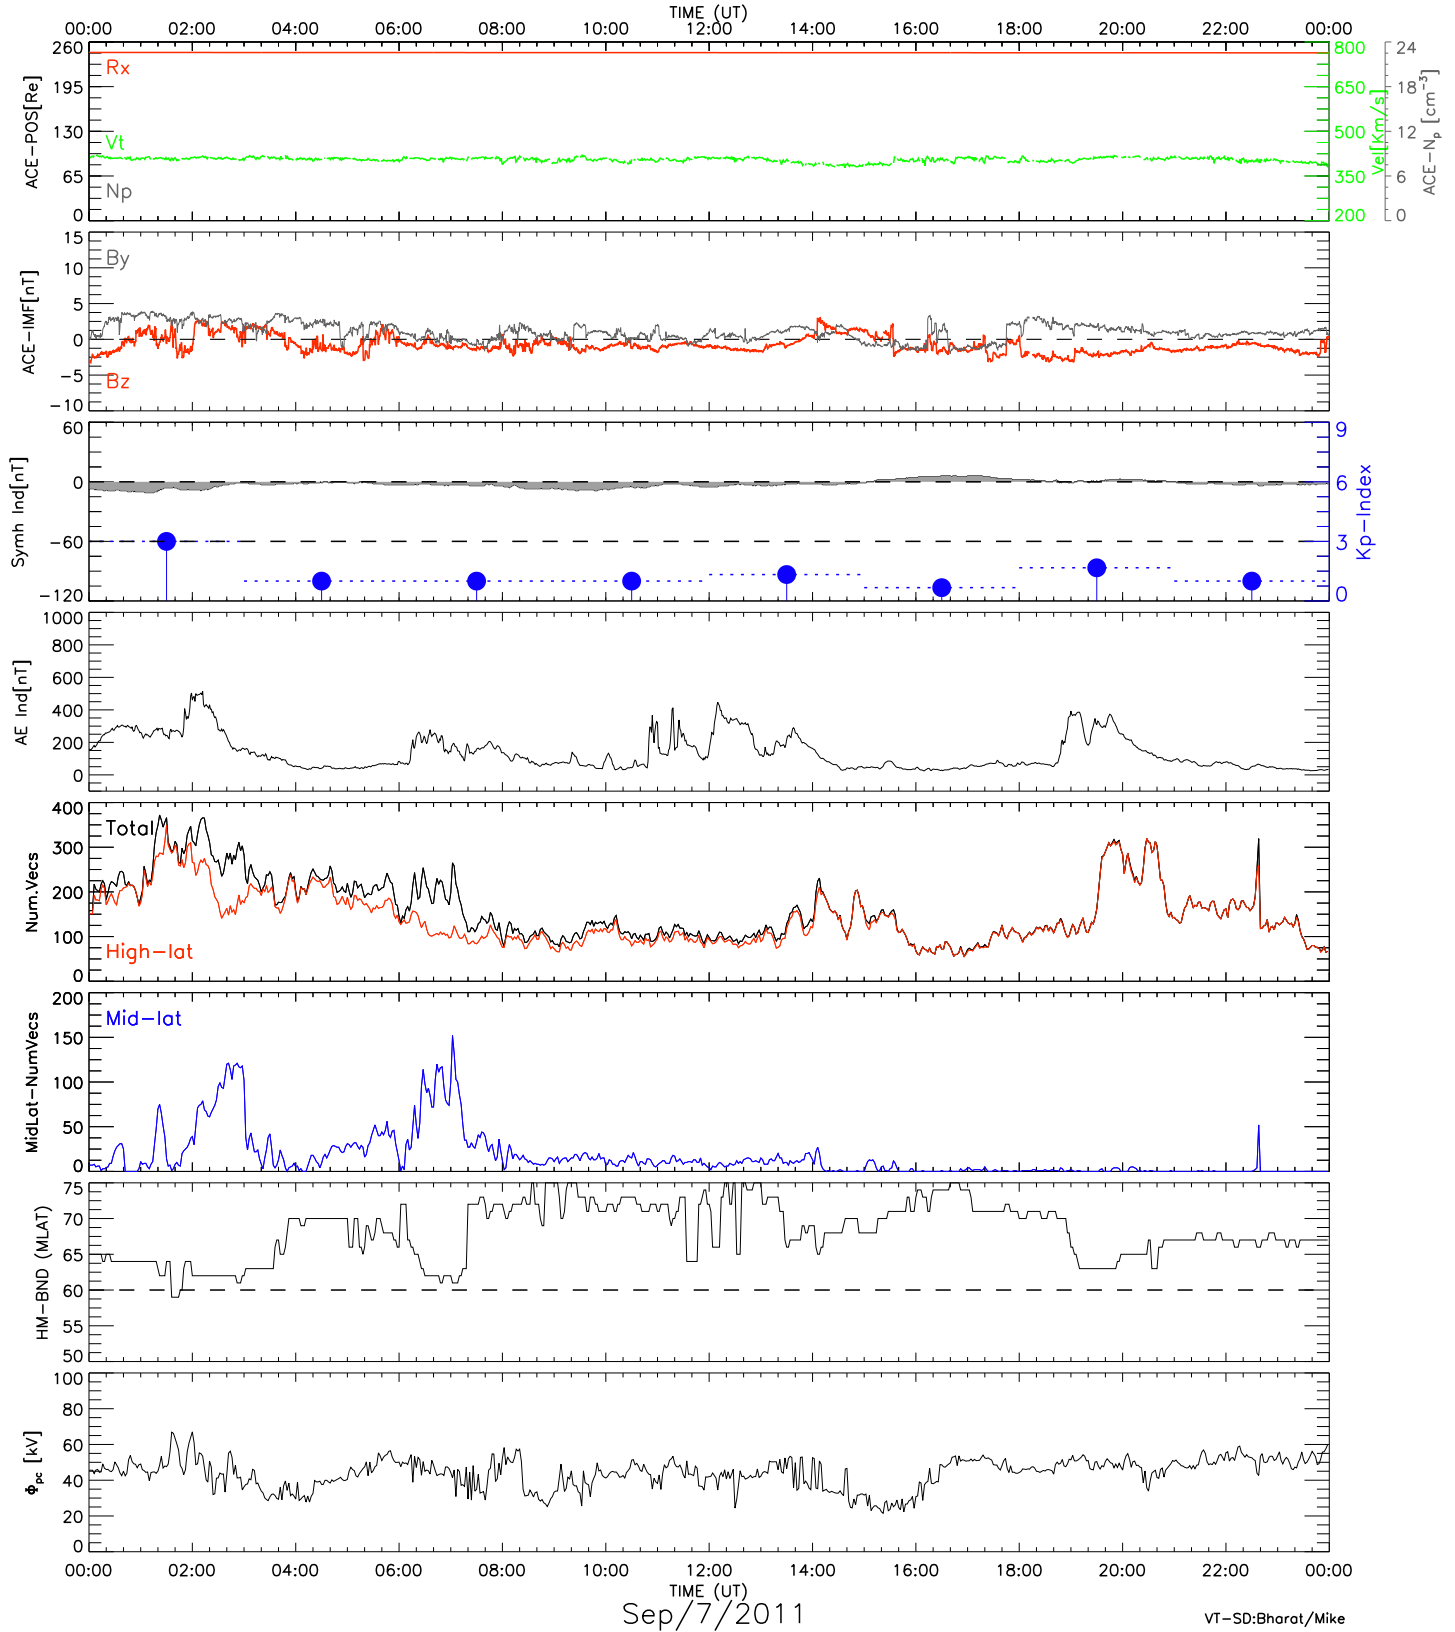 TIME (UT)
00:00 02:00 04:00 06:00 08:00 10:00 12:00 14:00 16:00 18:00 20:00 22:00 00:00
ACE-POS[Re]
260
195
130
65
0
Rx
Vt
Np
800
650
500
350
200
Vel[Km/s]
24
18
12
6
0
ACE-Np [cm⁻³]
ACE-IMF[nT]
15
10
5
0
-5
-10
By
Bz
Symh Ind[nT]
60
0
-60
-120
9
6
3
0
Kp-Index
AE Ind[nT]
1000
800
600
400
200
0
Num.Vecs
400
300
200
100
0
Total
High-lat
MidLat-NumVecs
200
150
100
50
0
Mid-lat
HM-BND (MLAT)
75
70
65
60
55
50
Φpc [kV]
100
80
60
40
20
0
00:00 02:00 04:00 06:00 08:00 10:00 12:00 14:00 16:00 18:00 20:00 22:00 00:00
TIME (UT)
Sep/7/2011
VT-SD:Bharat/Mike